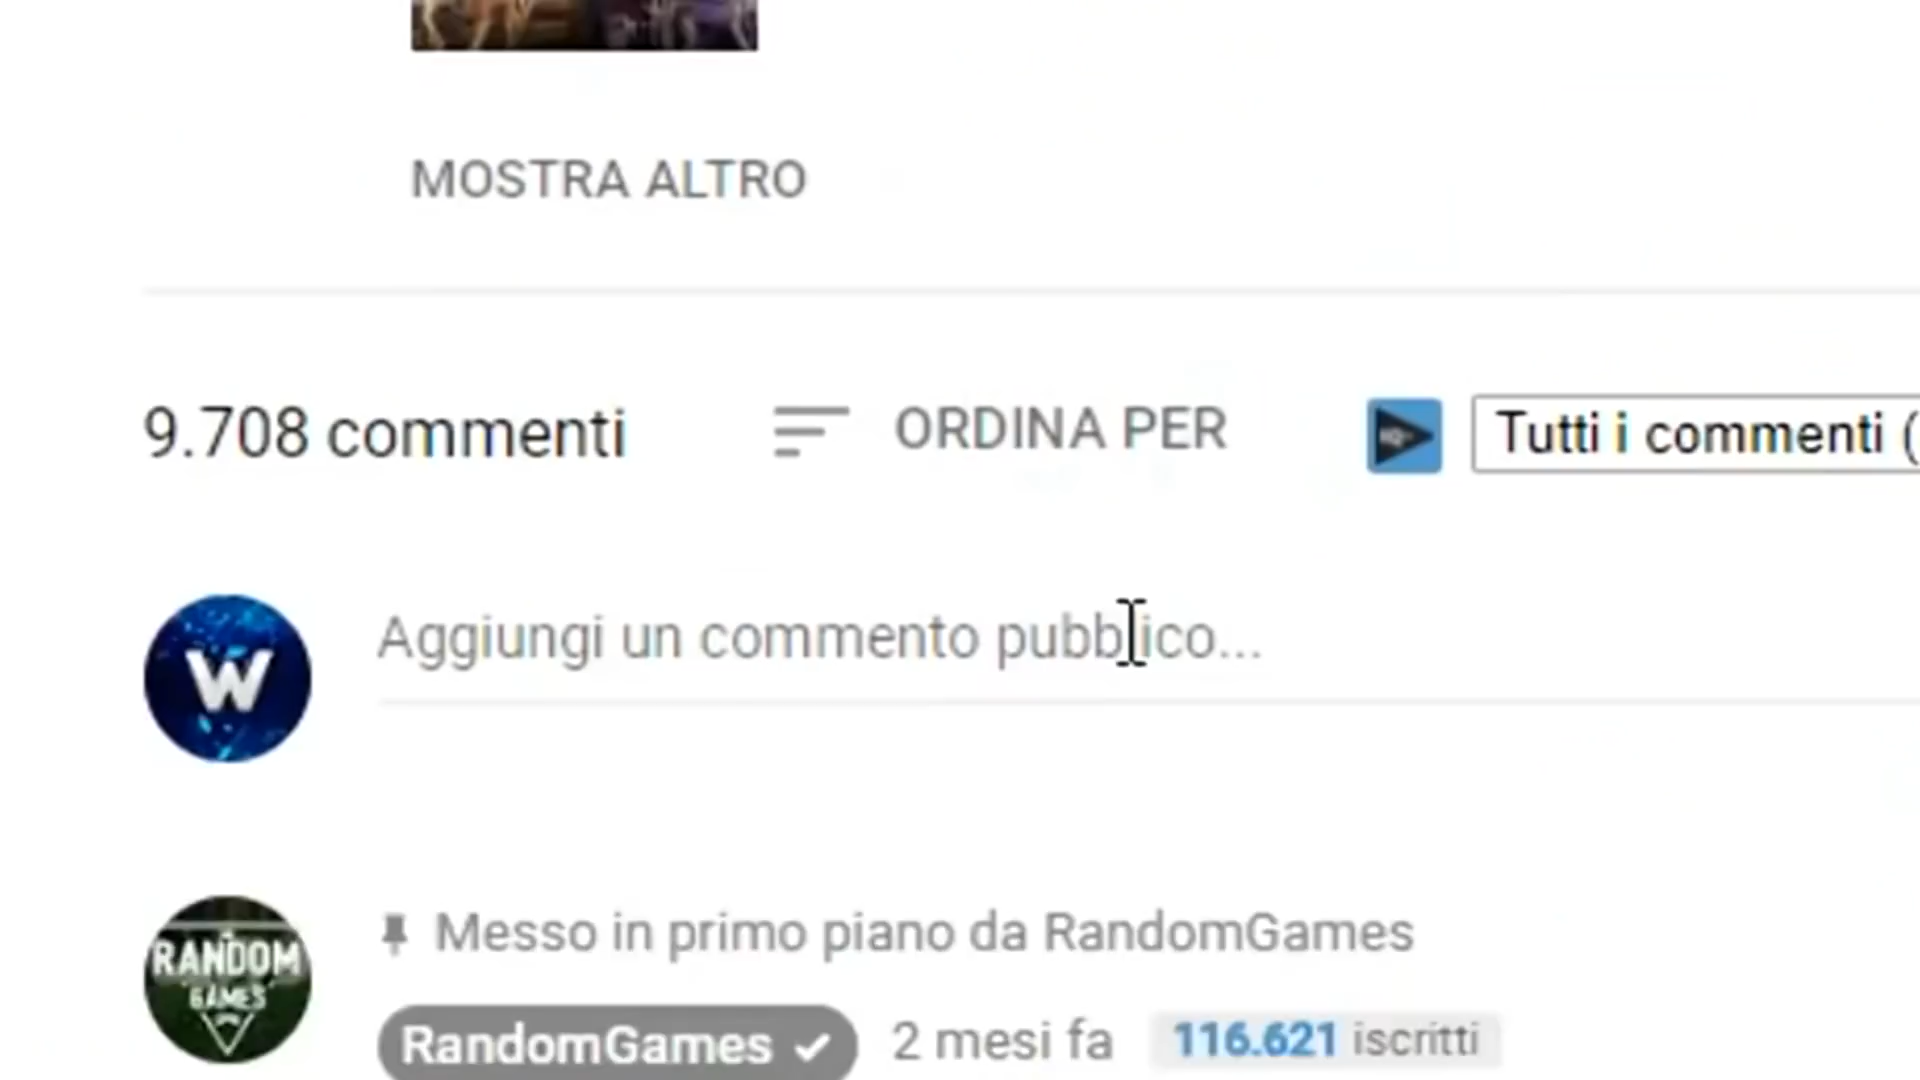 MOSTRA ALTRO
9.708 commenti ORDINA PER Tutti i commenti (
W Aggiungi un commento pubblico...
RANDOM
GAMES
Messo in primo piano da RandomGames
RandomGames 2 mesi fa 116.621 iscritti